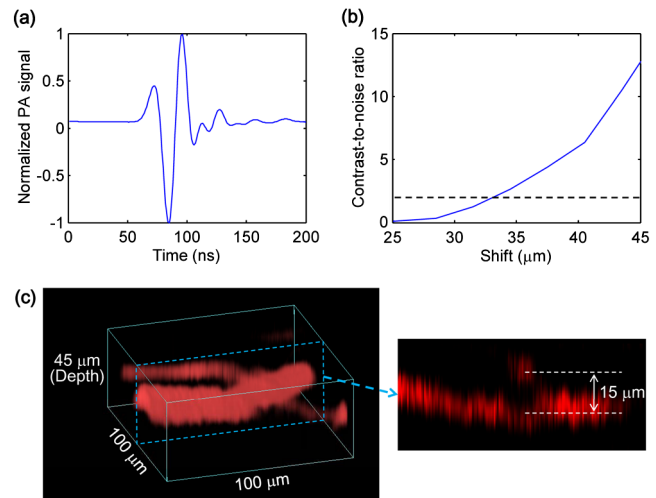 (a)
Normalized PA signal
1
0.5
0
-0.5
-1
0
50
100
150
200
Time (ns)
(b)
Contrast-to-noise ratio
15
10
5
0
25
30
35
40
45
Shift (μm)
(c)
45 μm
(Depth)
100 μm
100 μm
15 μm